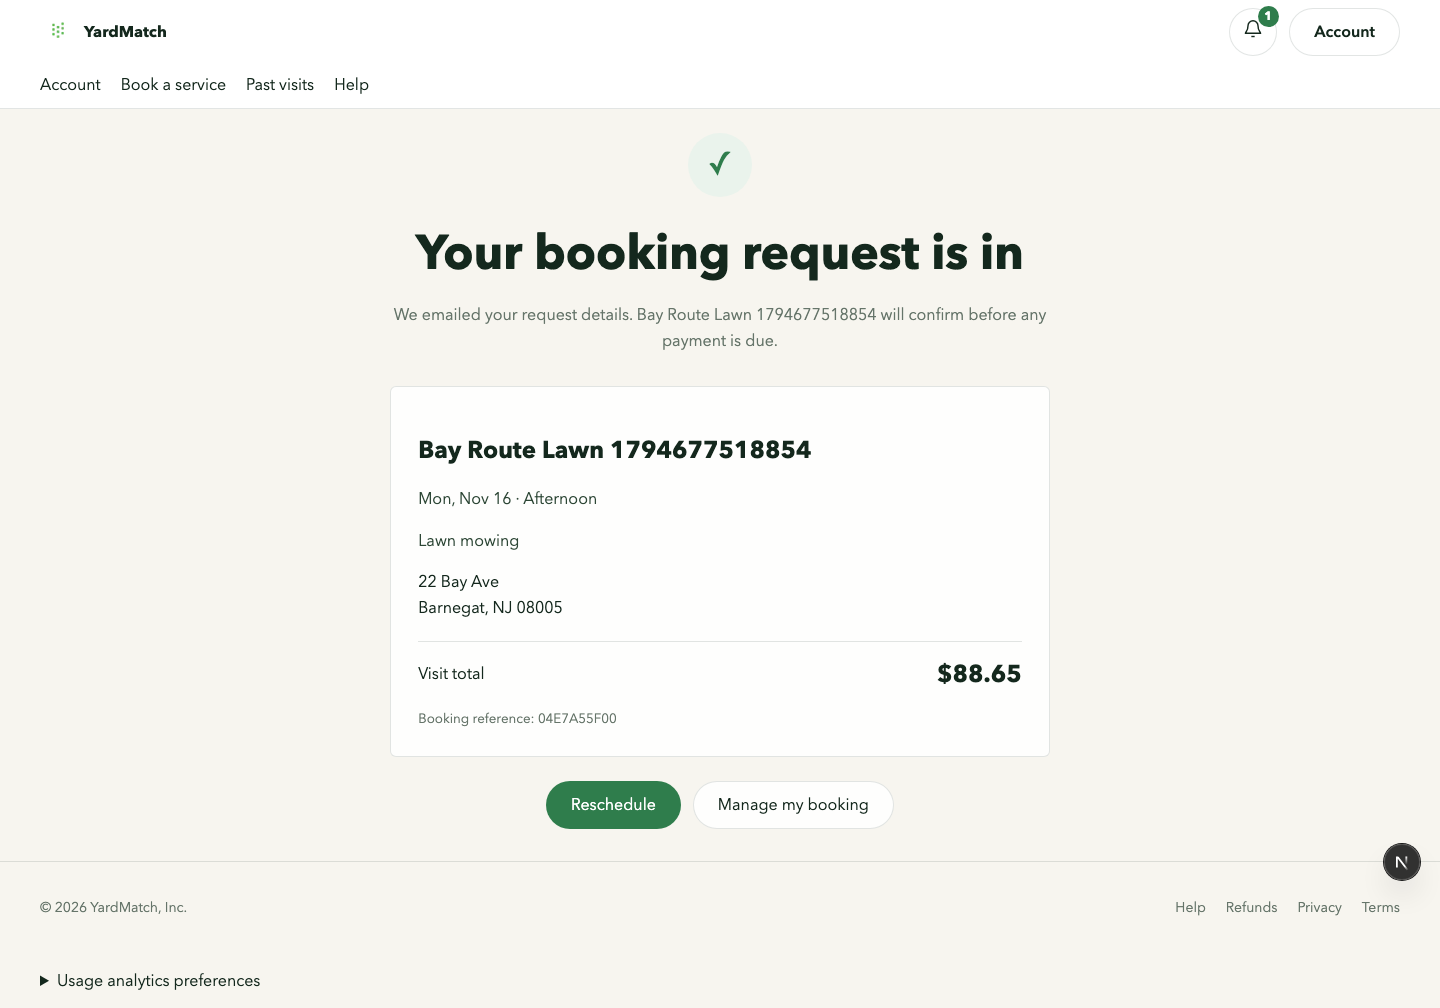 YardMatch
1
Account
Account
Book a service
Past visits
Help
Your booking request is in
We emailed your request details. Bay Route Lawn 1794677518854 will confirm before any
payment is due.
Bay Route Lawn 1794677518854
Mon, Nov 16 · Afternoon
Lawn mowing
22 Bay Ave
Barnegat, NJ 08005
Visit total
$88.65
Booking reference: 04E7A55F00
Reschedule
Manage my booking
N
© 2026 YardMatch, Inc.
Help
Refunds
Privacy
Terms
Usage analytics preferences